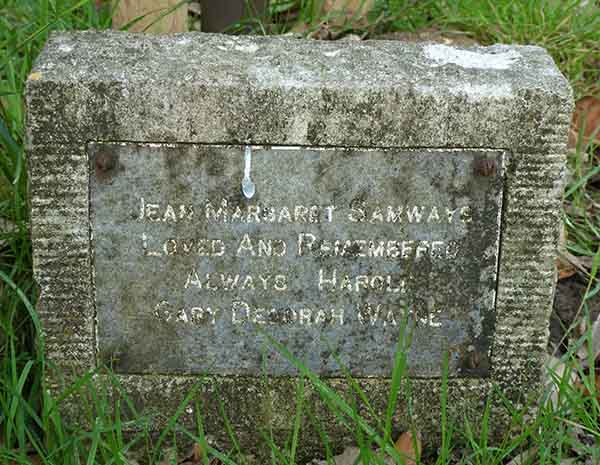 Jean Margaret Samways
Loved And Remembered
Always Harold
Gary Deborah Wayne